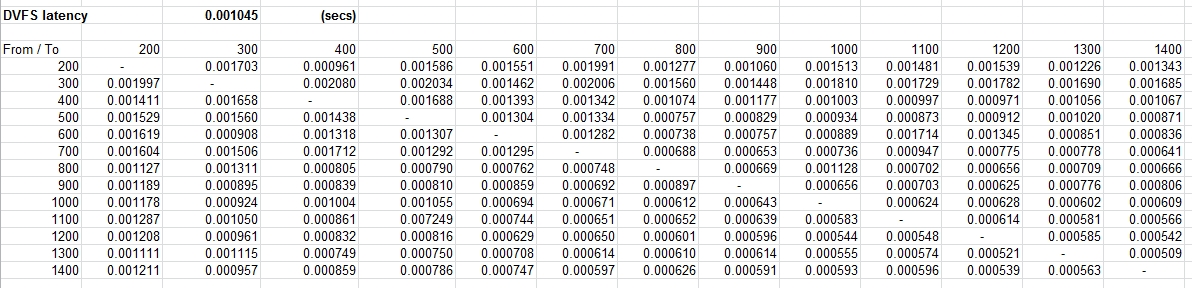 DVFS latency 0.001045 (secs)
From / To 200 300 400 500 600 700 800 900 1000 1100 1200 1300 1400
200 - 0.001703 0.000961 0.001586 0.001551 0.001991 0.001277 0.001060 0.001513 0.001481 0.001539 0.001226 0.001343
300 0.001997 - 0.002080 0.002034 0.001462 0.002006 0.001560 0.001448 0.001810 0.001729 0.001782 0.001690 0.001685
400 0.001411 0.001658 - 0.001688 0.001393 0.001342 0.001074 0.001177 0.001003 0.000997 0.000971 0.001056 0.001067
500 0.001529 0.001560 0.001438 - 0.001304 0.001334 0.000757 0.000829 0.000934 0.000873 0.000912 0.001020 0.000871
600 0.001619 0.000908 0.001318 0.001307 - 0.001282 0.000738 0.000757 0.000889 0.001714 0.001345 0.000851 0.000836
700 0.001604 0.001506 0.001712 0.001292 0.001295 - 0.000688 0.000653 0.000736 0.000947 0.000775 0.000778 0.000641
800 0.001127 0.001311 0.000805 0.000790 0.000762 0.000748 - 0.000669 0.001128 0.000702 0.000656 0.000709 0.000666
900 0.001189 0.000895 0.000839 0.000810 0.000859 0.000692 0.000897 - 0.000656 0.000703 0.000625 0.000776 0.000806
1000 0.001178 0.000924 0.001004 0.001055 0.000694 0.000671 0.000612 0.000643 - 0.000624 0.000628 0.000602 0.000609
1100 0.001287 0.001050 0.000861 0.007249 0.000744 0.000651 0.000652 0.000639 0.000583 - 0.000614 0.000581 0.000566
1200 0.001208 0.000961 0.000832 0.000816 0.000629 0.000650 0.000601 0.000596 0.000544 0.000548 - 0.000585 0.000542
1300 0.001111 0.001115 0.000749 0.000750 0.000708 0.000614 0.000610 0.000614 0.000555 0.000574 0.000521 - 0.000509
1400 0.001211 0.000957 0.000859 0.000786 0.000747 0.000597 0.000626 0.000591 0.000593 0.000596 0.000539 0.000563 -